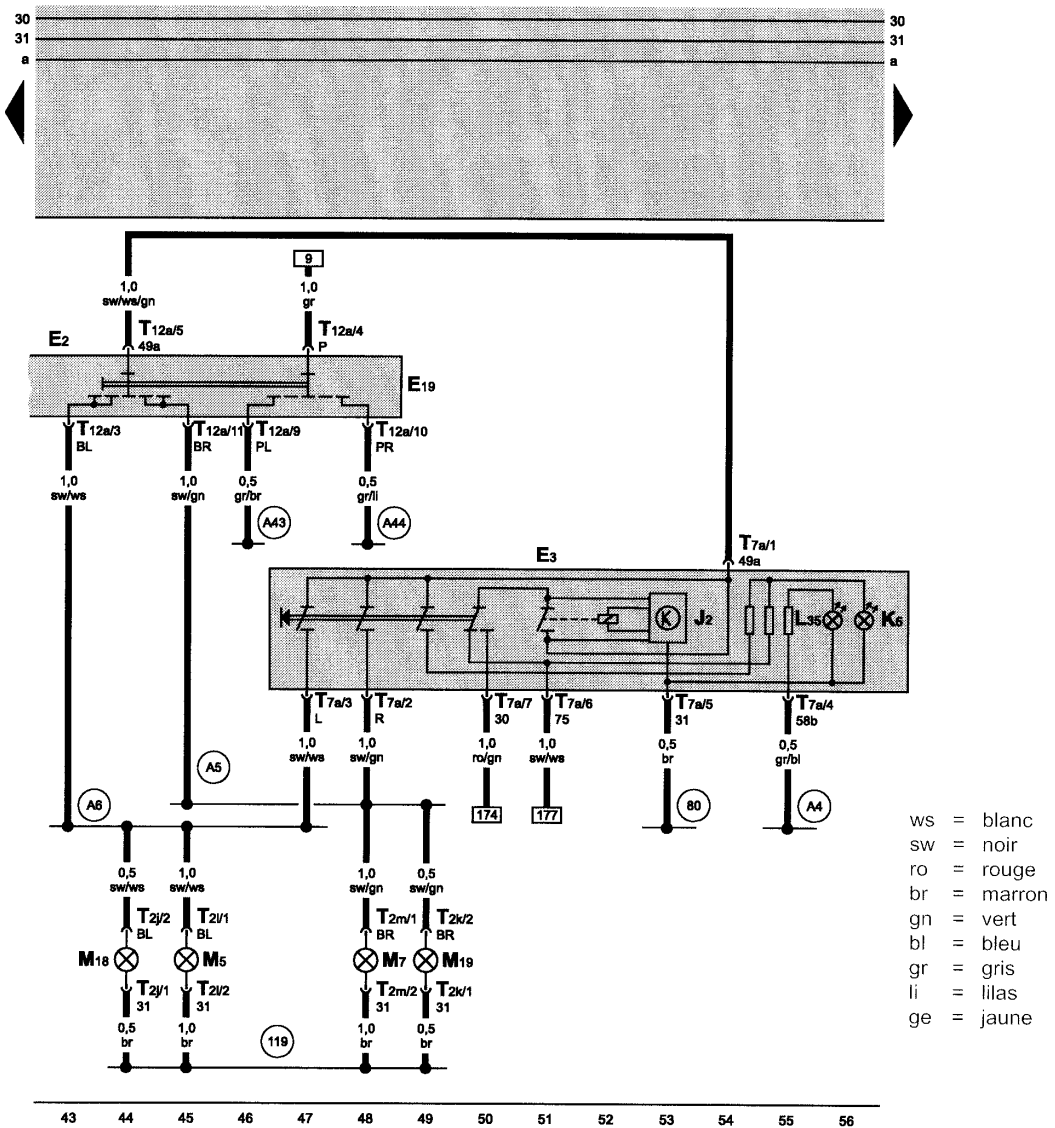 30 30
31 31
a a
9
1,0 1,0
sw/ws/gn gr
T12a/5 T12a/4
E2 49a P
E19
T12a/3 T12a/11 T12a/9 T12a/10
BL BR PL PR
1,0 1,0 0,5 0,5
sw/ws sw/gn gr/br gr/li
A43 A44
T7a/1
E3 49a
K J2 L35 K6
T7a/3 T7a/2 T7a/7 T7a/6 T7a/5 T7a/4
L R 30 75 31 58b
1,0 1,0 1,0 1,0 0,5 0,5
sw/ws sw/gn ro/gn sw/ws br gr/bl
A5
A6 174 177 80 A4
ws = blanc
sw = noir
ro = rouge
br = marron
gn = vert
bl = bleu
gr = gris
li = lilas
ge = jaune
0,5 1,0 1,0 0,5
sw/ws sw/ws sw/gn sw/gn
T2j/2 T2l/1 T2m/1 T2k/2
BL BL BR BR
M18 M5 M7 M19
T2j/1 T2l/2 T2m/2 T2k/1
31 31 31 31
0,5 1,0 1,0 0,5
br br br br
119
43 44 45 46 47 48 49 50 51 52 53 54 55 56